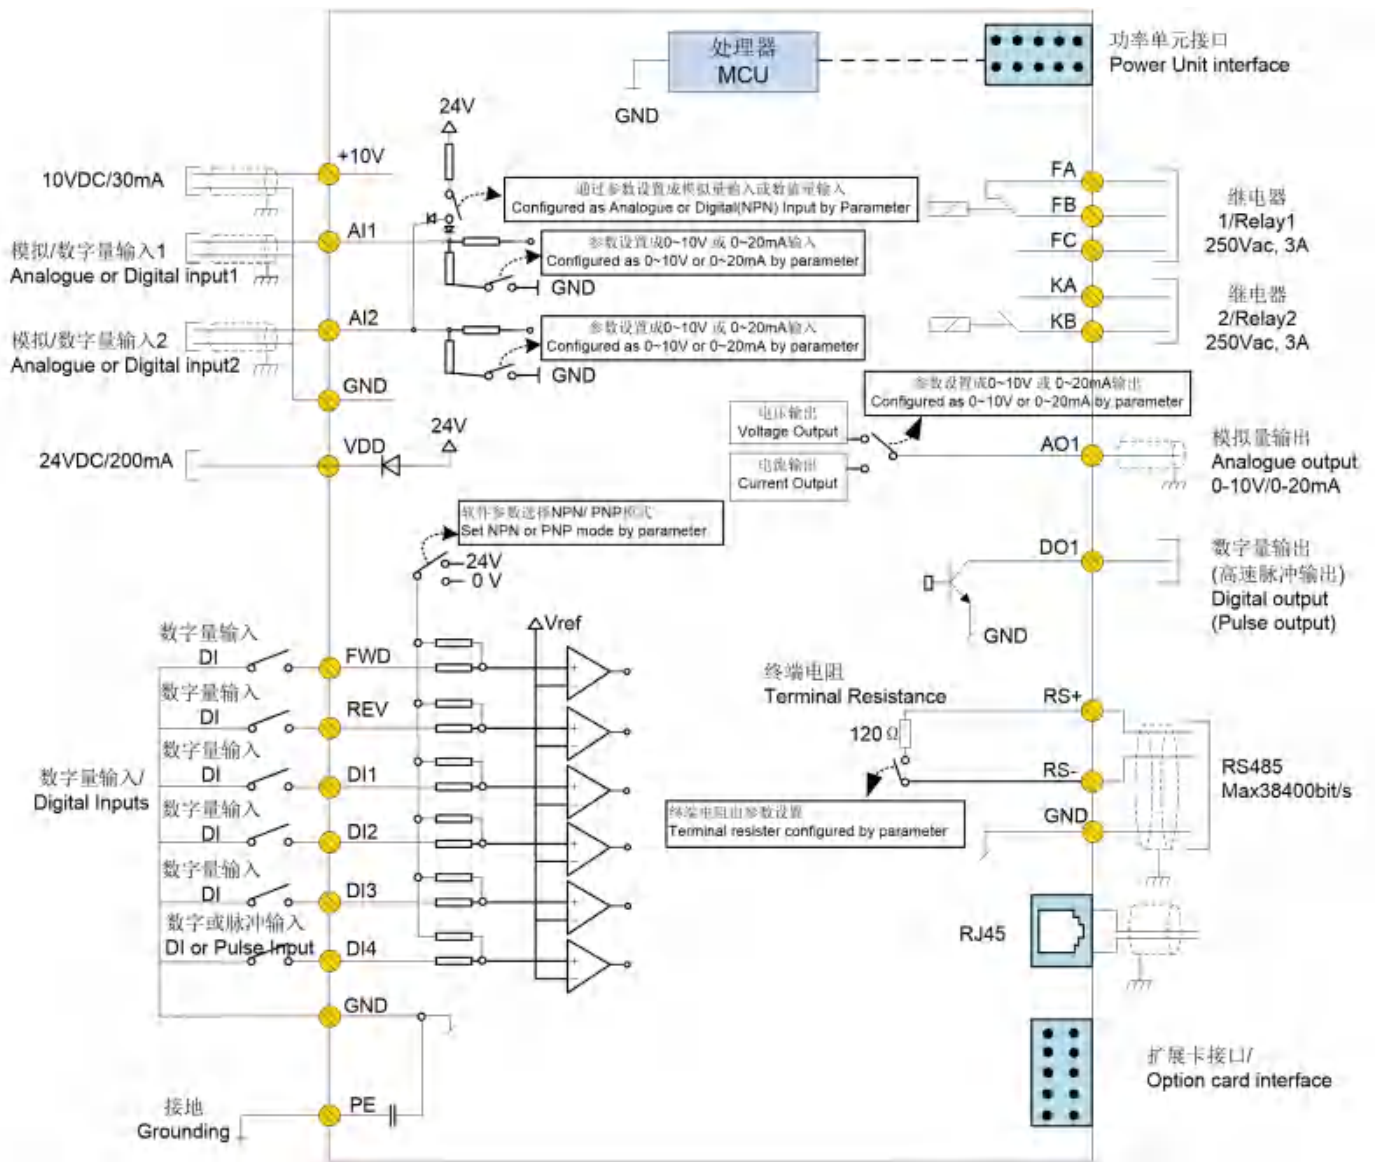 处理器
MCU
GND
功率单元接口
Power Unit interface
24V
+10V
10VDC/30mA
通过参数设置成模拟量输入或数值量输入
Configured as Analogue or Digital(NPN) Input by Parameter
FA
FB
FC
继电器
1/Relay1
250Vac, 3A
AI1
模拟/数字量输入1
Analogue or Digital input1
参数设置成0~10V 或 0~20mA输入
Configured as 0~10V or 0~20mA by parameter
GND
KA
KB
继电器
2/Relay2
250Vac, 3A
AI2
模拟/数字量输入2
Analogue or Digital input2
参数设置成0~10V 或 0~20mA输入
Configured as 0~10V or 0~20mA by parameter
GND
GND
参数设置成0~10V 或 0~20mA输出
Configured as 0~10V or 0~20mA by parameter
电压输出
Voltage Output
电流输出
Current Output
AO1
模拟量输出
Analogue output
0-10V/0-20mA
24V
VDD
24VDC/200mA
软件参数选择NPN/ PNP模式
Set NPN or PNP mode by parameter
24V
0 V
DO1
GND
数字量输出
(高速脉冲输出)
Digital output
(Pulse output)
Vref
数字量输入
DI
FWD
数字量输入
DI
REV
数字量输入
DI
DI1
数字量输入/
Digital Inputs
数字量输入
DI
DI2
数字量输入
DI
DI3
数字或脉冲输入
DI or Pulse Input
DI4
GND
+
−
+
−
+
−
+
−
+
−
+
−
终端电阻
Terminal Resistance
120 Ω
RS+
RS-
GND
RS485
Max38400bit/s
终端电阻由参数设置
Terminal resister configured by parameter
RJ45
扩展卡接口/
Option card interface
PE
接地
Grounding